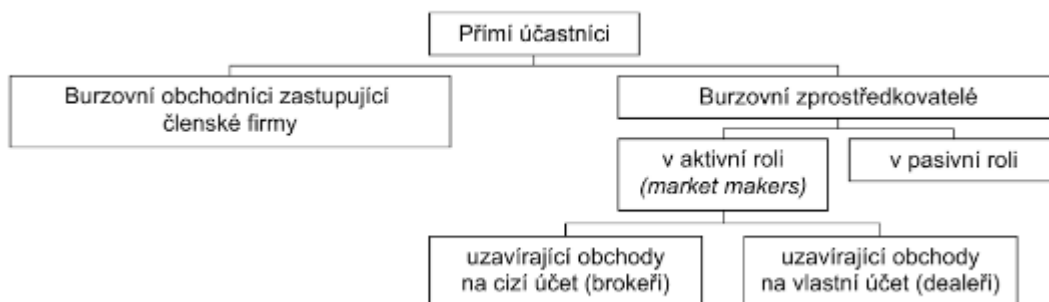 Přímí účastníci
Burzovní obchodníci zastupující
členské firmy
Burzovní zprostředkovatelé
v aktivní roli
(market makers)
v pasivní roli
uzavírající obchody
na cizí účet (brokeři)
uzavírající obchody
na vlastní účet (dealeři)